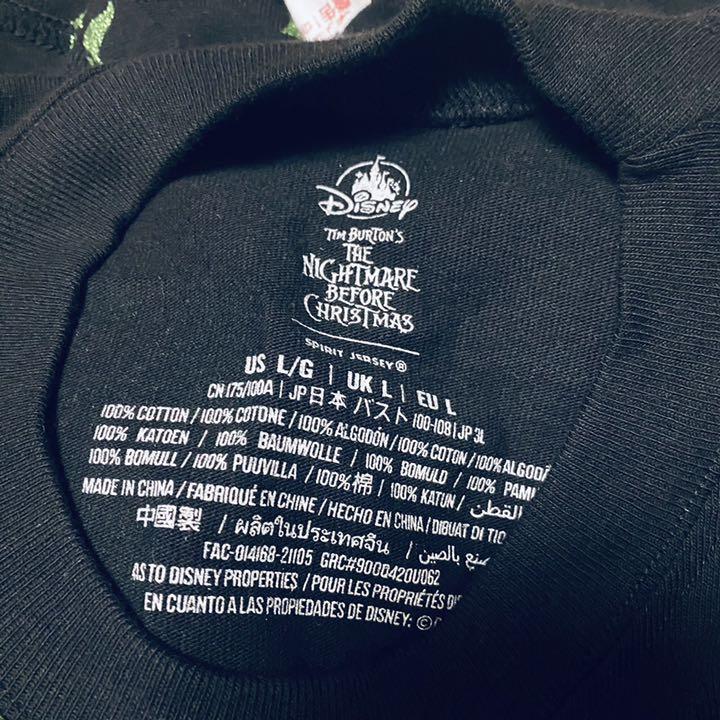 Disney
TIM BURTON'S
THE
NIGHTMARE
BEFORE
CHRISTMAS
SPIRIT JERSEY®
US L/G | UK L | EU L
CN 175/100A | JP 日本 バスト 100-108 | JP 3L
100% COTTON / 100% COTONE / 100% ALGODÓN / 100% COTON / 100% ALGOD
100% KATOEN / 100% BAUMWOLLE / 100% BOMULD / 100% PAMU
100% BOMULL / 100% PUUVILLA / 100% 棉 / 100% KATUN / القطن
MADE IN CHINA / FABRIQUÉ EN CHINE / HECHO EN CHINA / DIBUAT DI TIO
中國製 / ผลิตในประเทศจีน / صنع بالصين
FAC-014168-21105 GRC#9000420U062
AS TO DISNEY PROPERTIES / POUR LES PROPRIÉTÉS DI
EN CUANTO A LAS PROPIEDADES DE DISNEY: ©